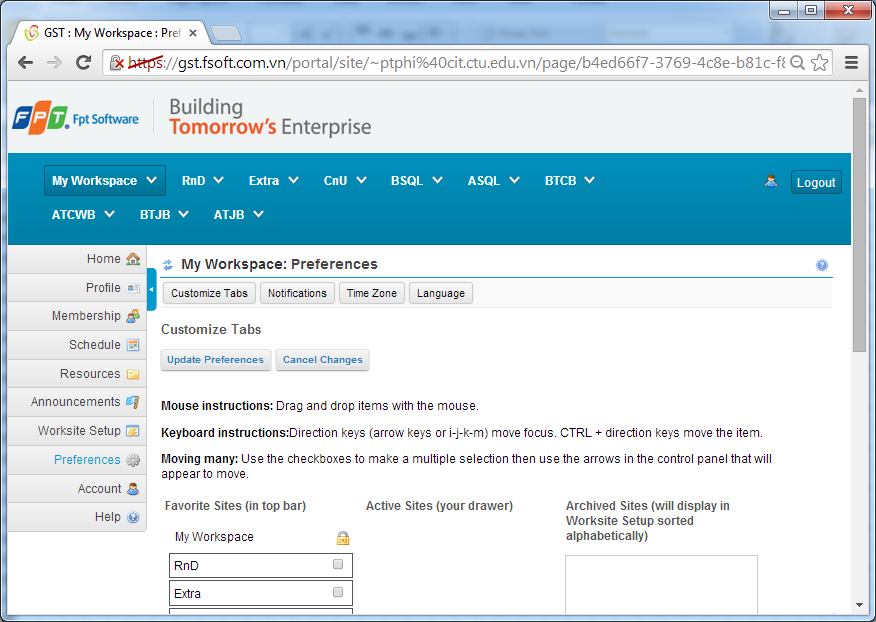 GST : My Workspace : Pref
https://gst.fsoft.com.vn/portal/site/~ptphi%40cit.ctu.edu.vn/page/b4ed66f7-3769-4c8e-b81c-f8
FPT Fpt Software
Building
Tomorrow's Enterprise
My Workspace RnD Extra CnU BSQL ASQL BTCB Logout
ATCWB BTJB ATJB
Home
Profile
Membership
Schedule
Resources
Announcements
Worksite Setup
Preferences
Account
Help
My Workspace: Preferences
Customize Tabs Notifications Time Zone Language
Customize Tabs
Update Preferences Cancel Changes
Mouse instructions: Drag and drop items with the mouse.
Keyboard instructions:Direction keys (arrow keys or i-j-k-m) move focus. CTRL + direction keys move the item.
Moving many: Use the checkboxes to make a multiple selection then use the arrows in the control panel that will
appear to move.
Favorite Sites (in top bar)
My Workspace
RnD
Extra
Active Sites (your drawer)
Archived Sites (will display in
Worksite Setup sorted
alphabetically)